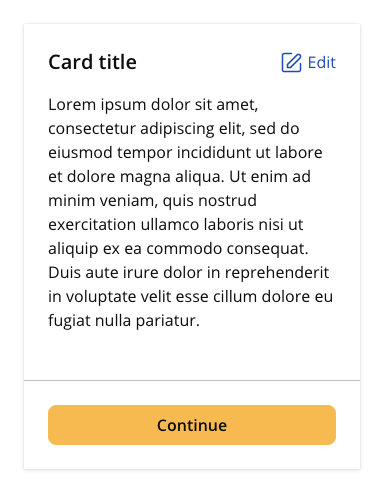 Card title
Edit
Lorem ipsum dolor sit amet,
consectetur adipiscing elit, sed do
eiusmod tempor incididunt ut labore
et dolore magna aliqua. Ut enim ad
minim veniam, quis nostrud
exercitation ullamco laboris nisi ut
aliquip ex ea commodo consequat.
Duis aute irure dolor in reprehenderit
in voluptate velit esse cillum dolore eu
fugiat nulla pariatur.
Continue